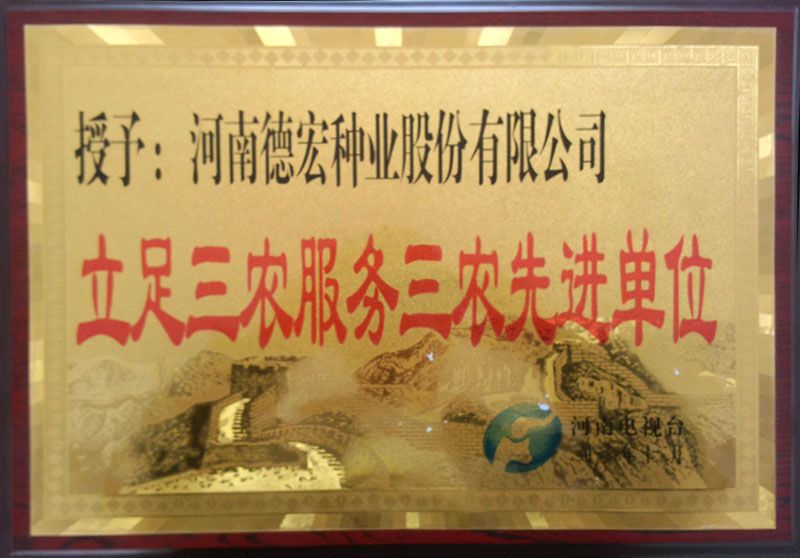 授予：河南德宏种业股份有限公司
立足三农服务三农先进单位
河南电视台